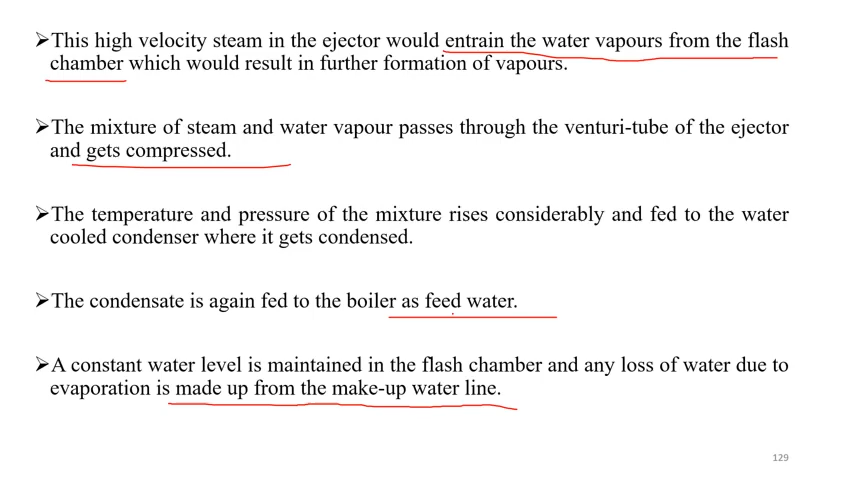 ➢This high velocity steam in the ejector would entrain the water vapours from the flash
chamber which would result in further formation of vapours.
➢The mixture of steam and water vapour passes through the venturi-tube of the ejector
and gets compressed.
➢The temperature and pressure of the mixture rises considerably and fed to the water
cooled condenser where it gets condensed.
➢The condensate is again fed to the boiler as feed water.
➢A constant water level is maintained in the flash chamber and any loss of water due to
evaporation is made up from the make-up water line.
129